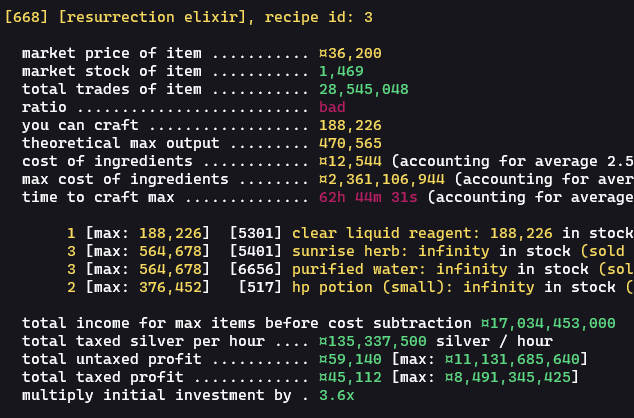 [668] [resurrection elixir], recipe id: 3
market price of item ........... ¤36,200
market stock of item ........... 1,469
total trades of item ........... 28,545,048
ratio .......................... bad
you can craft .................. 188,226
theoretical max output ......... 470,565
cost of ingredients ............ ¤12,544 (accounting for average 2.5
max cost of ingredients ........ ¤2,361,106,944 (accounting for aver
time to craft max .............. 62h 44m 31s (accounting for average
1 [max: 188,226] [5301] clear liquid reagent: 188,226 in stock
3 [max: 564,678] [5401] sunrise herb: infinity in stock (sold
3 [max: 564,678] [6656] purified water: infinity in stock (sol
2 [max: 376,452] [517] hp potion (small): infinity in stock (
total income for max items before cost subtraction ¤17,034,453,000
total taxed silver per hour .... ¤135,337,500 silver / hour
total untaxed profit ........... ¤59,140 [max: ¤11,131,685,640]
total taxed profit ............. ¤45,112 [max: ¤8,491,345,425]
multiply initial investment by . 3.6x